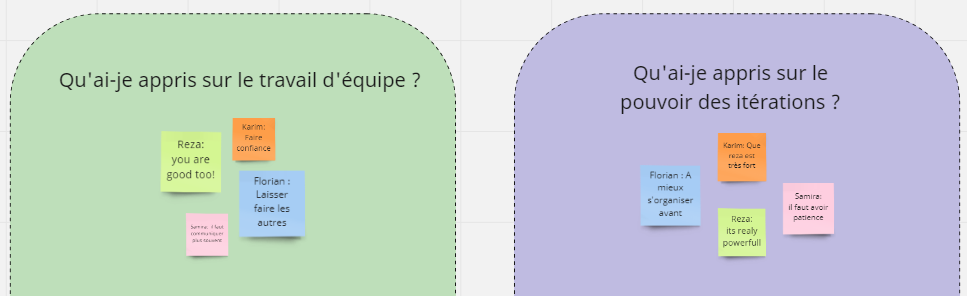 Qu'ai-je appris sur le travail d'équipe ?
Reza:
you are
good too!
Karim:
Faire
confiance
Florian :
Laisser
faire les
autres
Samira: il faut
communiquer
plus souvent
Qu'ai-je appris sur le
pouvoir des itérations ?
Karim: Que
reza est
très fort
Florian : A
mieux
s'organiser
avant
Samira:
il faut avoir
patience
Reza:
its realy
powerfull